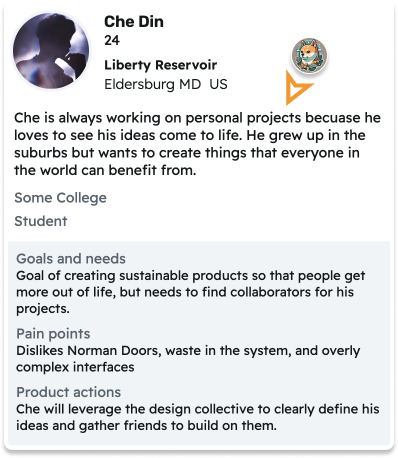 Che Din
24
Liberty Reservoir
Eldersburg MD  US
Che is always working on personal projects becuase he
loves to see his ideas come to life. He grew up in the
suburbs but wants to create things that everyone in
the world can benefit from.
Some College
Student
Goals and needs
Goal of creating sustainable products so that people get
more out of life, but needs to find collaborators for his
projects.
Pain points
Dislikes Norman Doors, waste in the system, and overly
complex interfaces
Product actions
Che will leverage the design collective to clearly define his
ideas and gather friends to build on them.